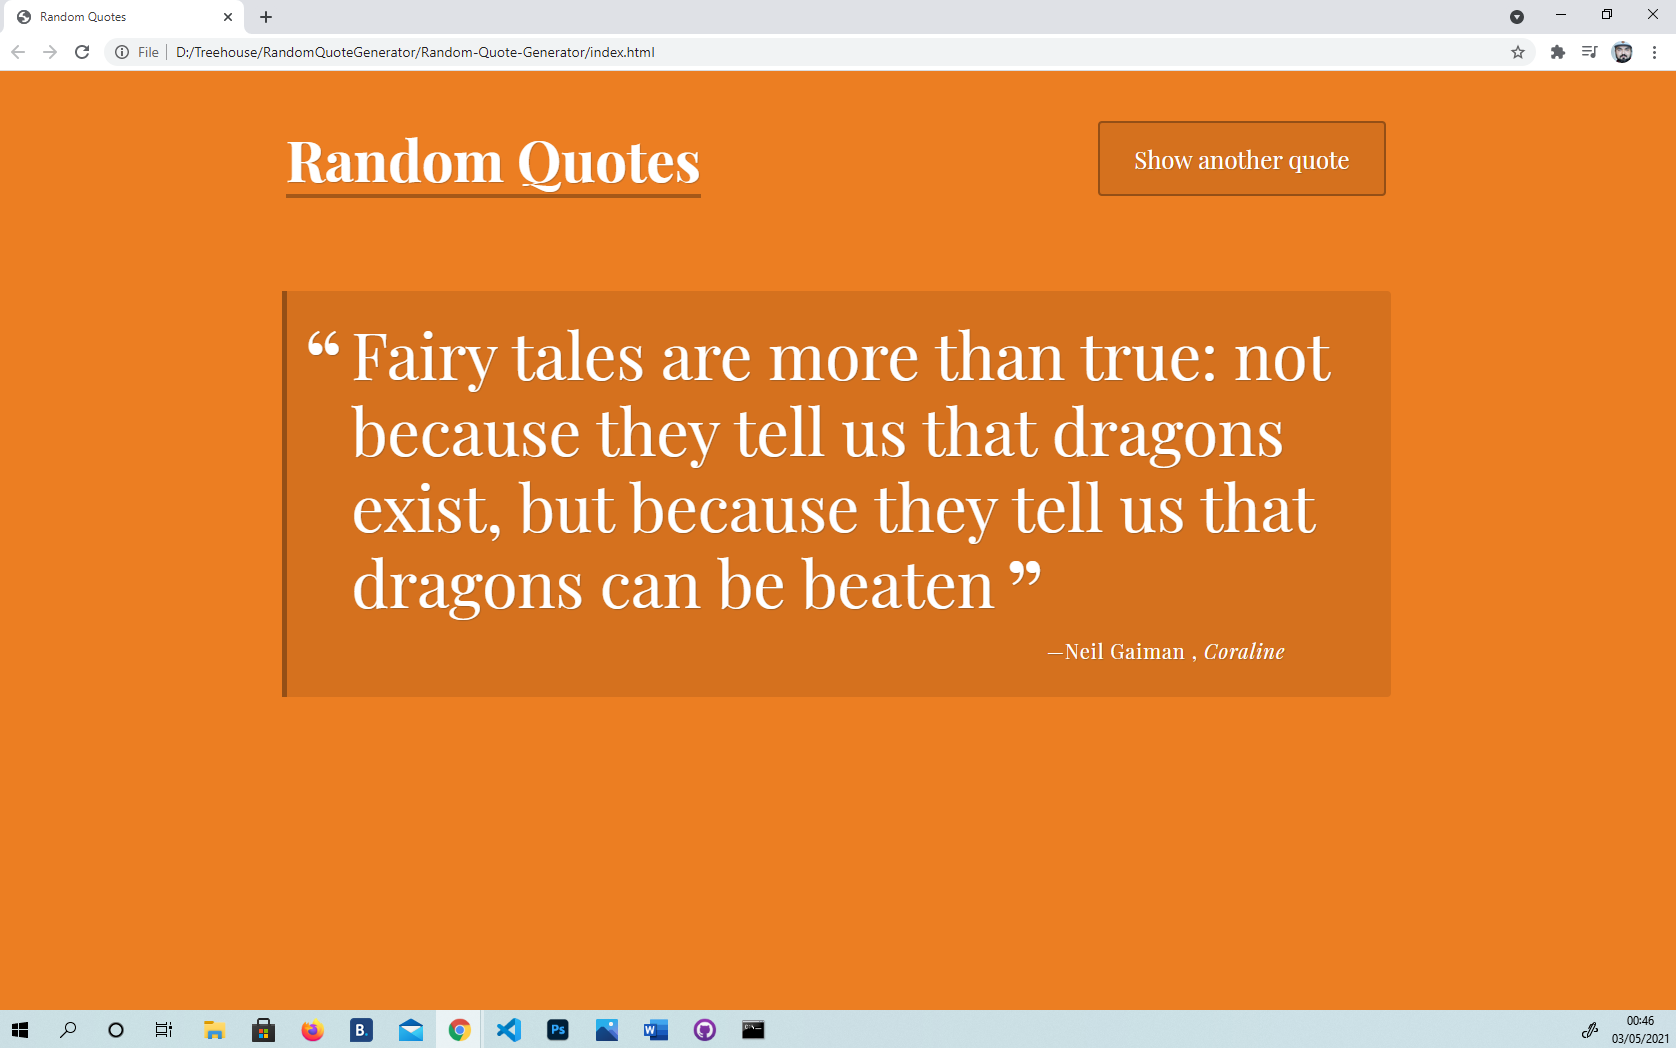 Random Quotes
File D:/Treehouse/RandomQuoteGenerator/Random-Quote-Generator/index.html
Random Quotes
Show another quote
“ Fairy tales are more than true: not
because they tell us that dragons
exist, but because they tell us that
dragons can be beaten ”
—Neil Gaiman , Coraline
B.
Ps
W
00:46
03/05/2021